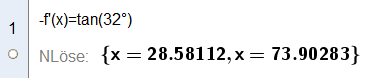 1
-f'(x)=tan(32°)
NLöse: {x = 28.58112, x = 73.90283}